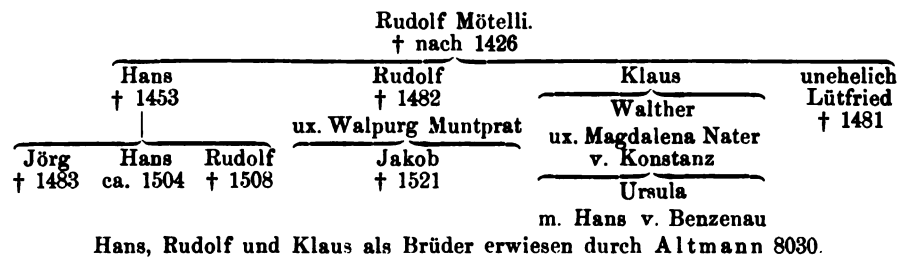 Rudolf Mötelli.
† nach 1426
Hans Rudolf Klaus unehelich
† 1453 † 1482 Walther Lütfried
ux. Walpurg Muntprat ux. Magdalena Nater † 1481
Jörg Hans Rudolf Jakob v. Konstanz
† 1483 ca. 1504 † 1508 † 1521 Ursula
m. Hans v. Benzenau
Hans, Rudolf und Klaus als Brüder erwiesen durch Altmann 8030.